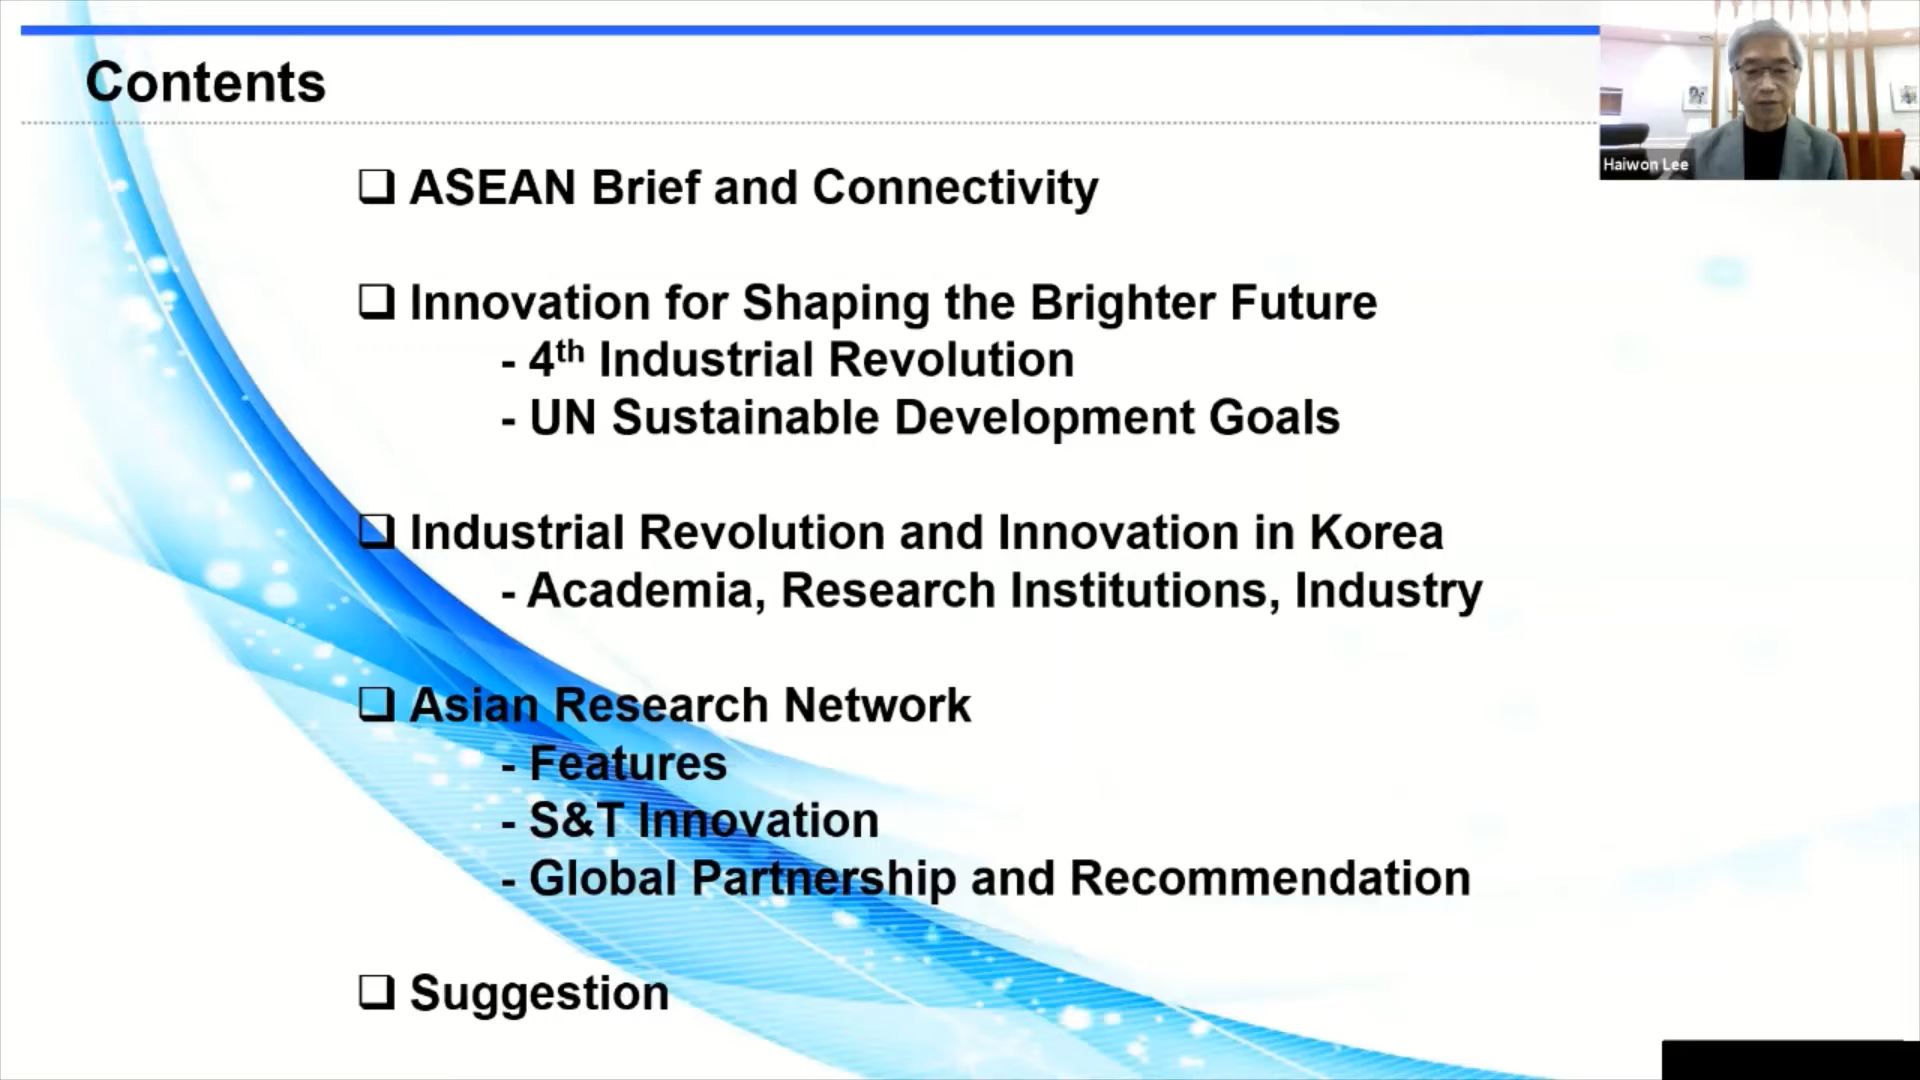 Contents
❑ ASEAN Brief and Connectivity
❑ Innovation for Shaping the Brighter Future
- 4th Industrial Revolution
- UN Sustainable Development Goals
❑ Industrial Revolution and Innovation in Korea
- Academia, Research Institutions, Industry
❑ Asian Research Network
- Features
- S&T Innovation
- Global Partnership and Recommendation
❑ Suggestion
Haiwon Lee